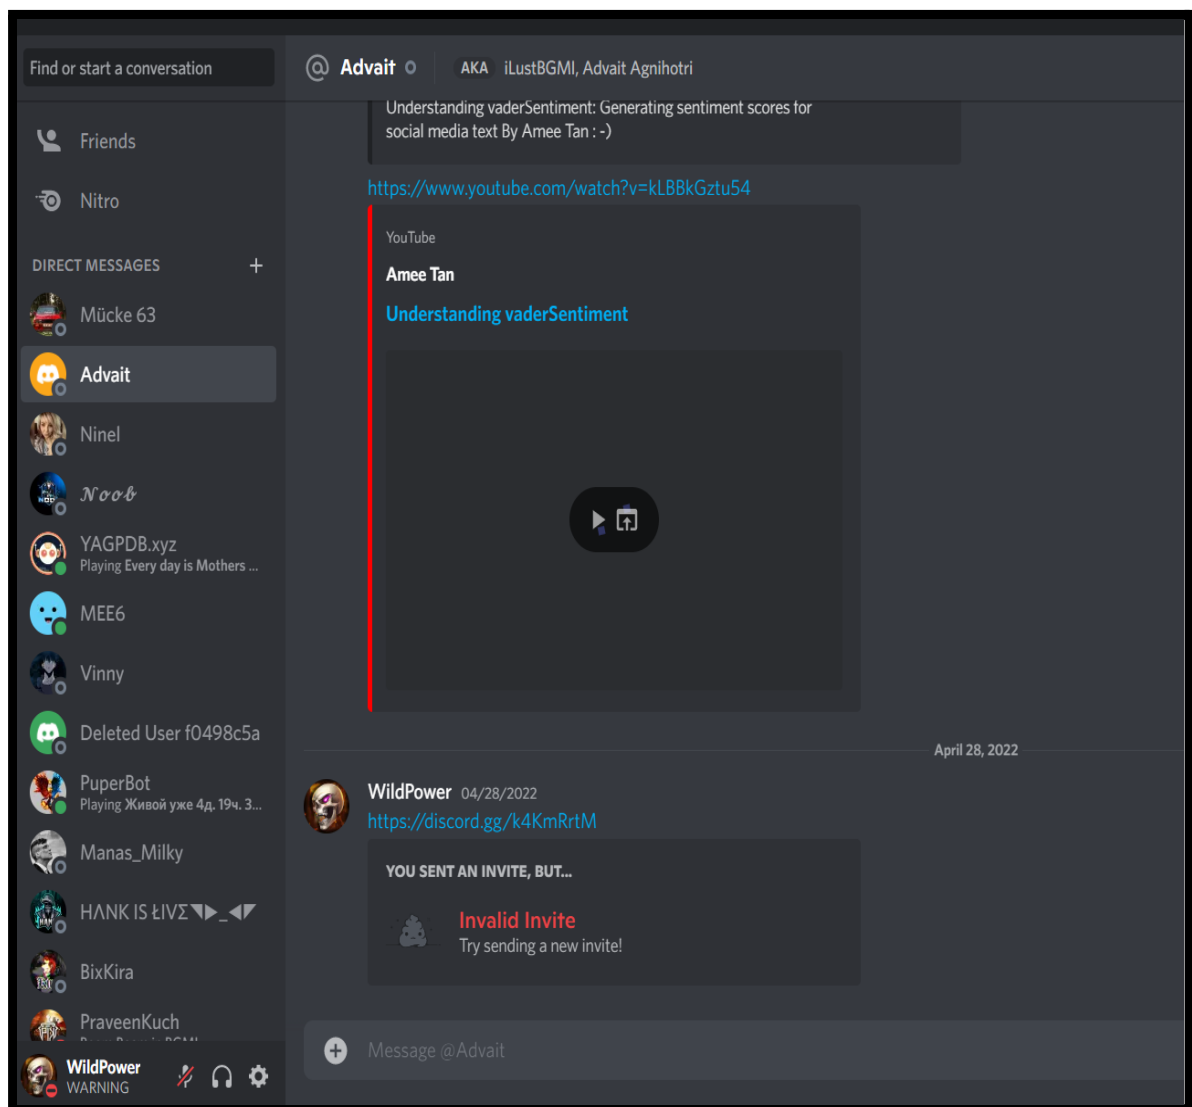 Find or start a conversation
Friends
Nitro
DIRECT MESSAGES
Mücke 63
Advait
Ninel
𝓝𝓸𝓸𝓫
YAGPDB.xyz
Playing Every day is Mothers ...
MEE6
Vinny
Deleted User f0498c5a
PuperBot
Playing Живой уже 4д. 19ч. 3...
Manas_Milky
HΛNK IS ŁIVΣ◥▶_◀◤
BixKira
PraveenKuch
WildPower
WARNING
@ Advait AKA iLustBGMI, Advait Agnihotri
Understanding vaderSentiment: Generating sentiment scores for
social media text By Amee Tan : -)
https://www.youtube.com/watch?v=kLBBkGztu54
YouTube
Amee Tan
Understanding vaderSentiment
April 28, 2022
WildPower 04/28/2022
https://discord.gg/k4KmRrtM
YOU SENT AN INVITE, BUT...
Invalid Invite
Try sending a new invite!
Message @Advait